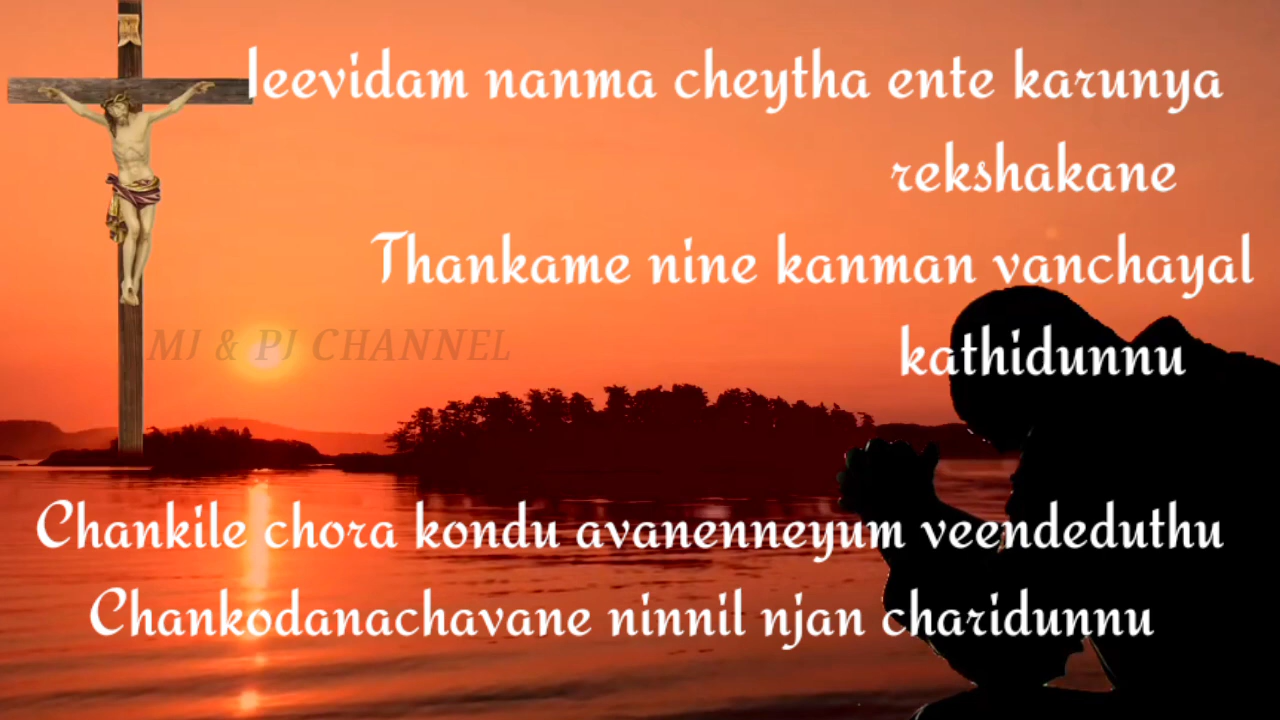 Ieevidam nanma cheytha ente karunya
rekshakane
Thankame nine kanman vanchayal
MJ & PJ CHANNEL
kathidunnu
Chankile chora kondu avanenneyum veendeduthu
Chankodanachavane ninnil njan charidunnu